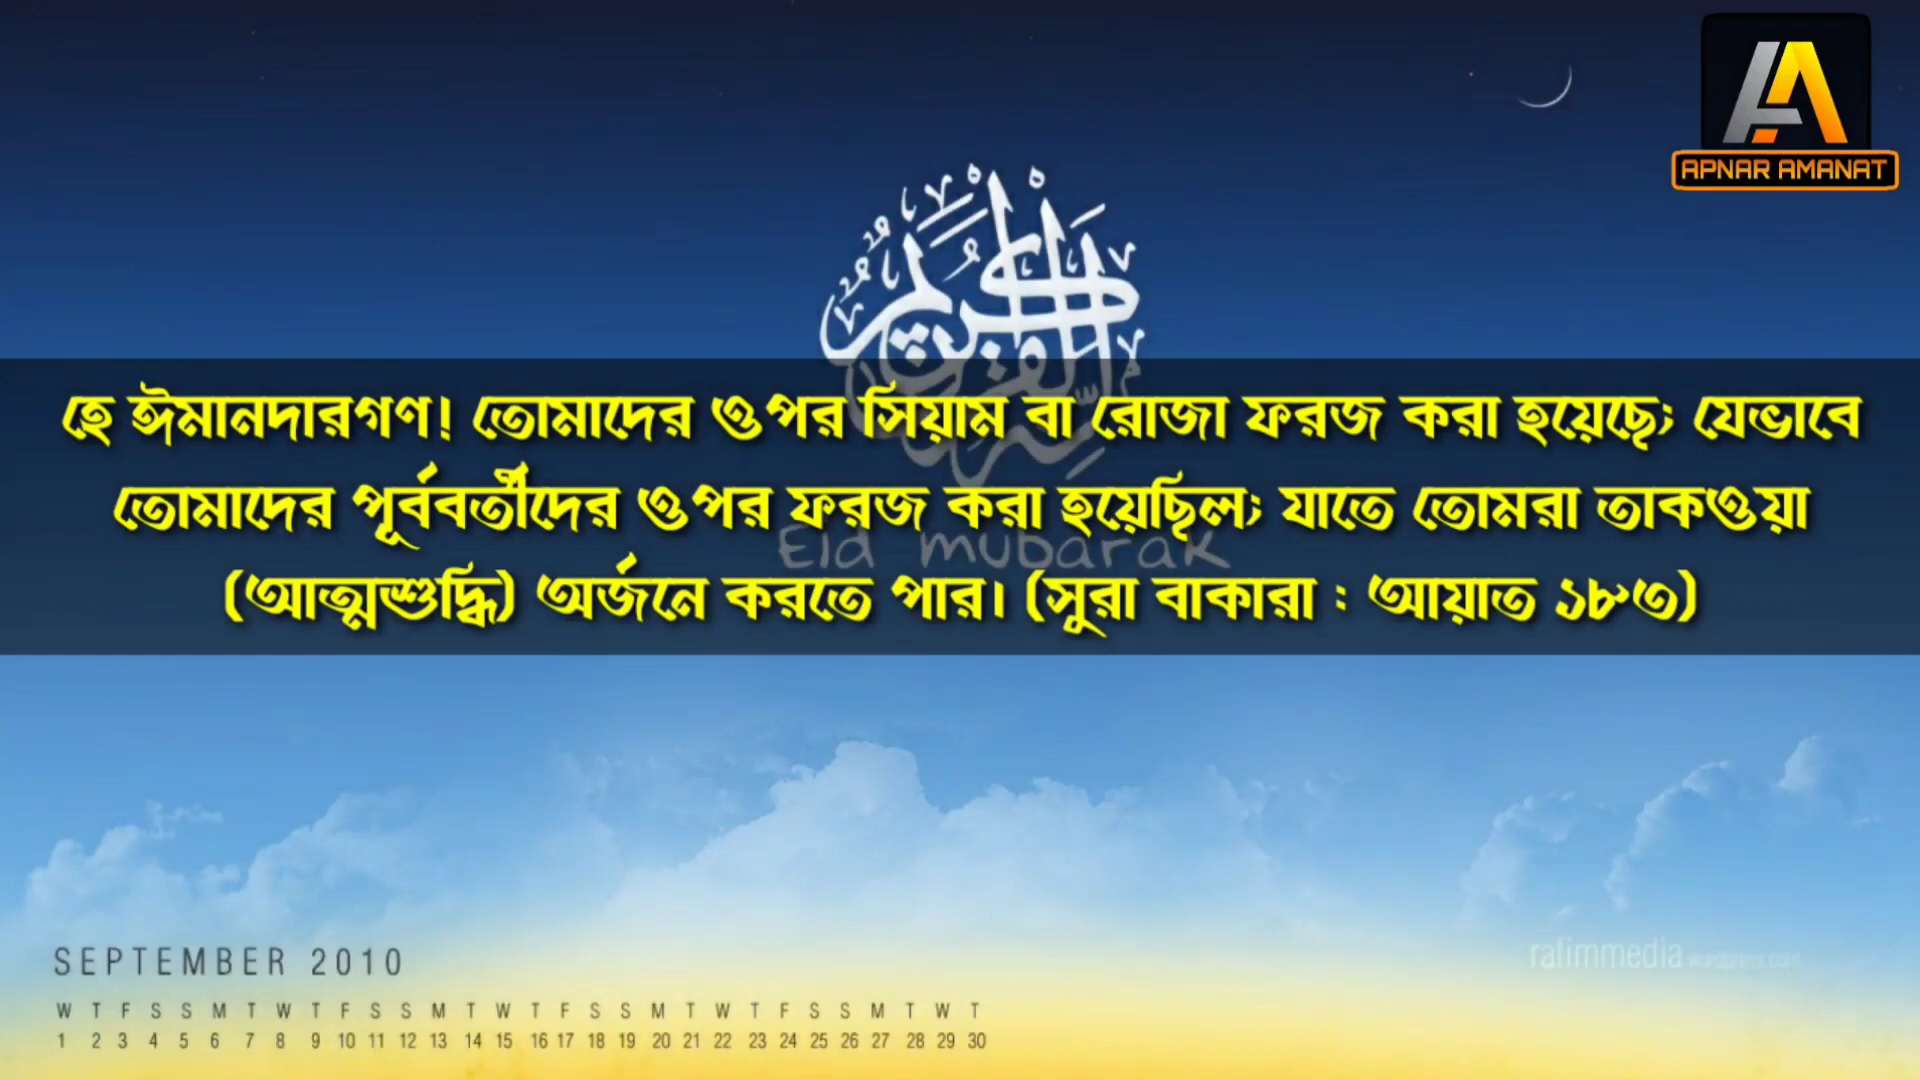 APNAR AMANAT
হে ঈমানদারগণ! তোমাদের ওপর সিয়াম বা রোজা ফরজ করা হয়েছে; যেভাবে
তোমাদের পূর্ববর্তীদের ওপর ফরজ করা হয়েছিল; যাতে তোমরা তাকওয়া
Eid mubarak
(আত্মশুদ্ধি) অর্জনে করতে পার। (সুরা বাকারা : আয়াত ১৮৩)
SEPTEMBER 2010
rafimmedia.wordpress.com
W T F S S M T W T F S S M T W T F S S M T W T F S S M T W T
1 2 3 4 5 6 7 8 9 10 11 12 13 14 15 16 17 18 19 20 21 22 23 24 25 26 27 28 29 30